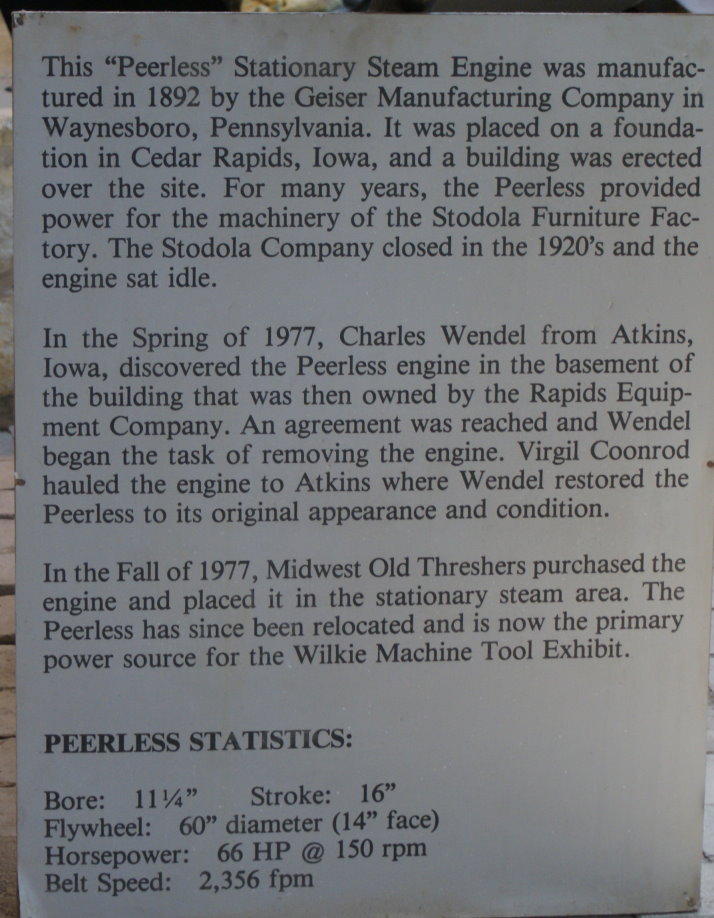 This “Peerless” Stationary Steam Engine was manufac-
tured in 1892 by the Geiser Manufacturing Company in
Waynesboro, Pennsylvania. It was placed on a founda-
tion in Cedar Rapids, Iowa, and a building was erected
over the site. For many years, the Peerless provided
power for the machinery of the Stodola Furniture Fac-
tory. The Stodola Company closed in the 1920’s and the
engine sat idle.
In the Spring of 1977, Charles Wendel from Atkins,
Iowa, discovered the Peerless engine in the basement of
the building that was then owned by the Rapids Equip-
ment Company. An agreement was reached and Wendel
began the task of removing the engine. Virgil Coonrod
hauled the engine to Atkins where Wendel restored the
Peerless to its original appearance and condition.
In the Fall of 1977, Midwest Old Threshers purchased the
engine and placed it in the stationary steam area. The
Peerless has since been relocated and is now the primary
power source for the Wilkie Machine Tool Exhibit.
PEERLESS STATISTICS:
Bore: 11¼” Stroke: 16”
Flywheel: 60” diameter (14” face)
Horsepower: 66 HP @ 150 rpm
Belt Speed: 2,356 fpm